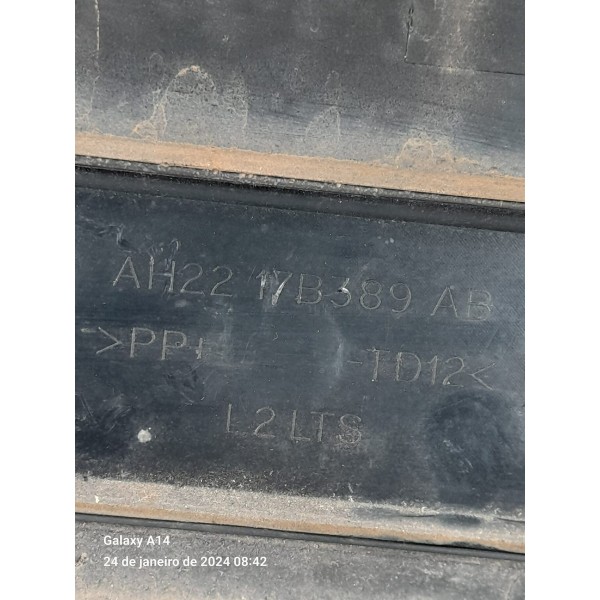 AH22 17B389 AB
>PP+ -TD12<
L2 LTS
Galaxy A14
24 de janeiro de 2024 08:42